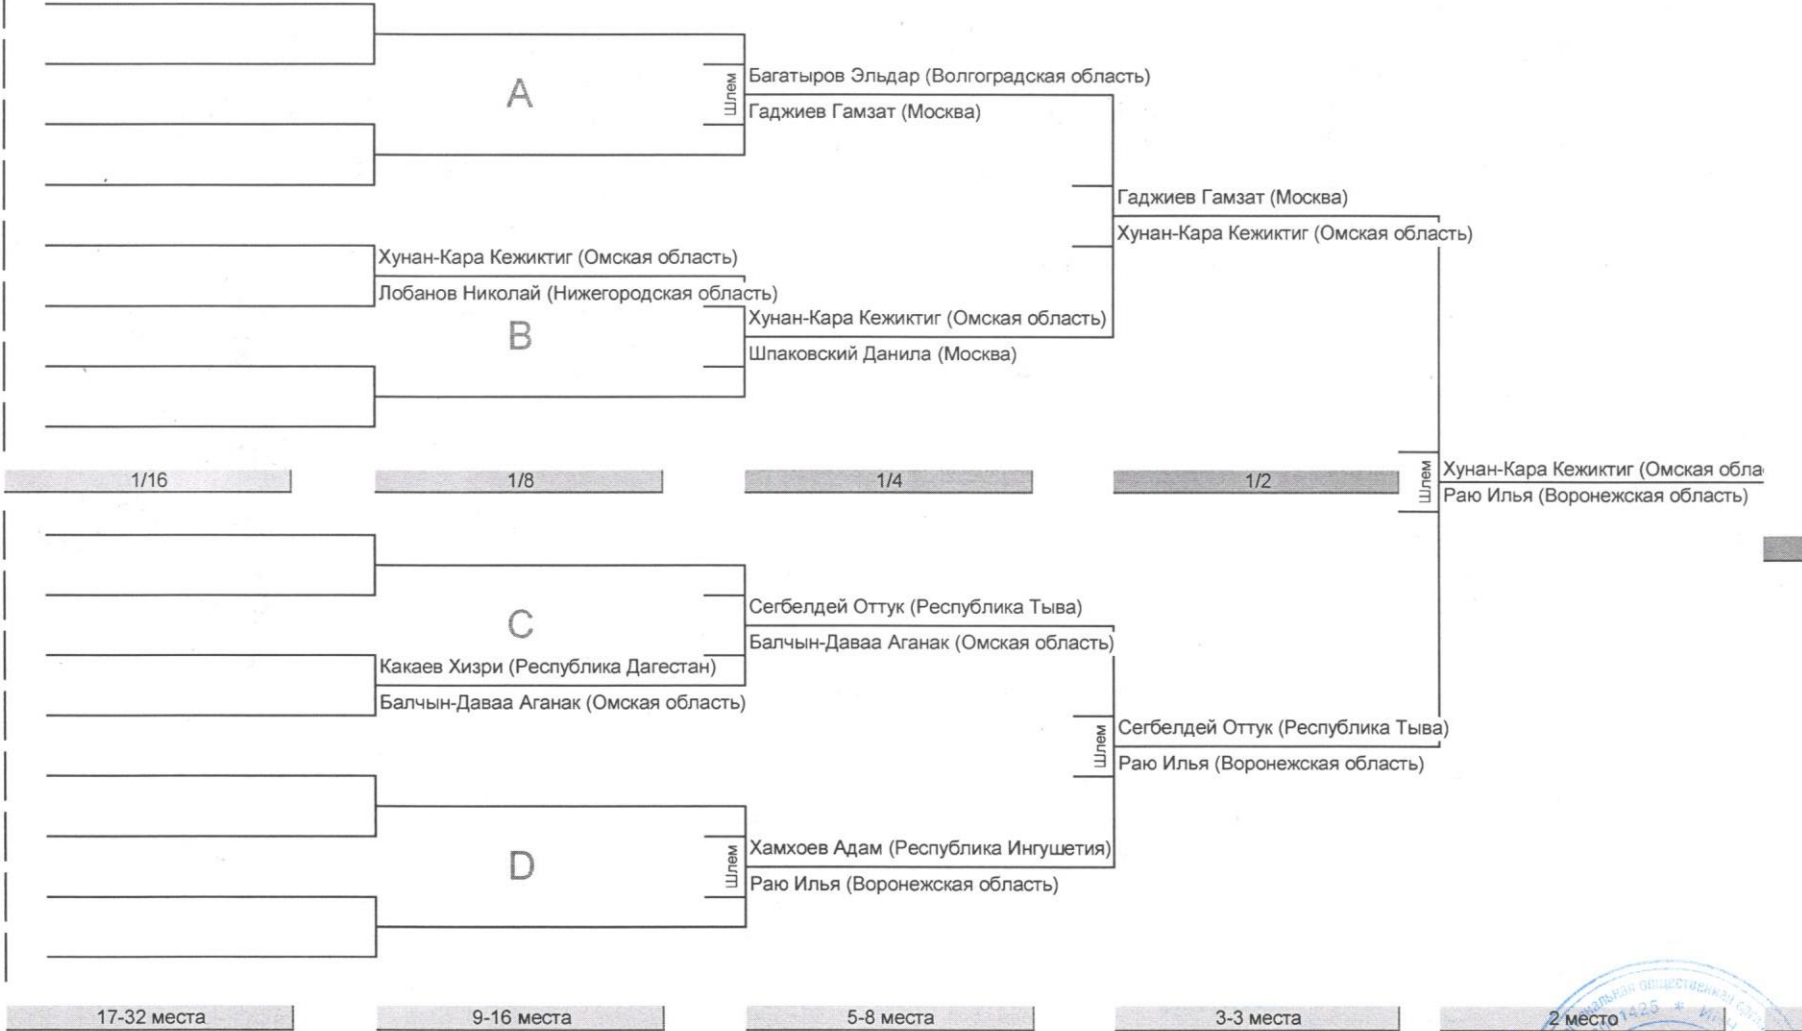 A
Шлем
Багатыров Эльдар (Волгоградская область)
Гаджиев Гамзат (Москва)
Гаджиев Гамзат (Москва)
Хунан-Кара Кежиктиг (Омская область)
Хунан-Кара Кежиктиг (Омская область)
Лобанов Николай (Нижегородская область)
B
Хунан-Кара Кежиктиг (Омская область)
Шпаковский Данила (Москва)
1/16
1/8
1/4
1/2
Шлем
Хунан-Кара Кежиктиг (Омская обла
Раю Илья (Воронежская область)
C
Сегбелдей Оттук (Республика Тыва)
Балчын-Даваа Аганак (Омская область)
Какаев Хизри (Республика Дагестан)
Балчын-Даваа Аганак (Омская область)
Шлем
Сегбелдей Оттук (Республика Тыва)
Раю Илья (Воронежская область)
D
Шлем
Хамхоев Адам (Республика Ингушетия)
Раю Илья (Воронежская область)
17-32 места
9-16 места
5-8 места
3-3 места
2 место
1425 *